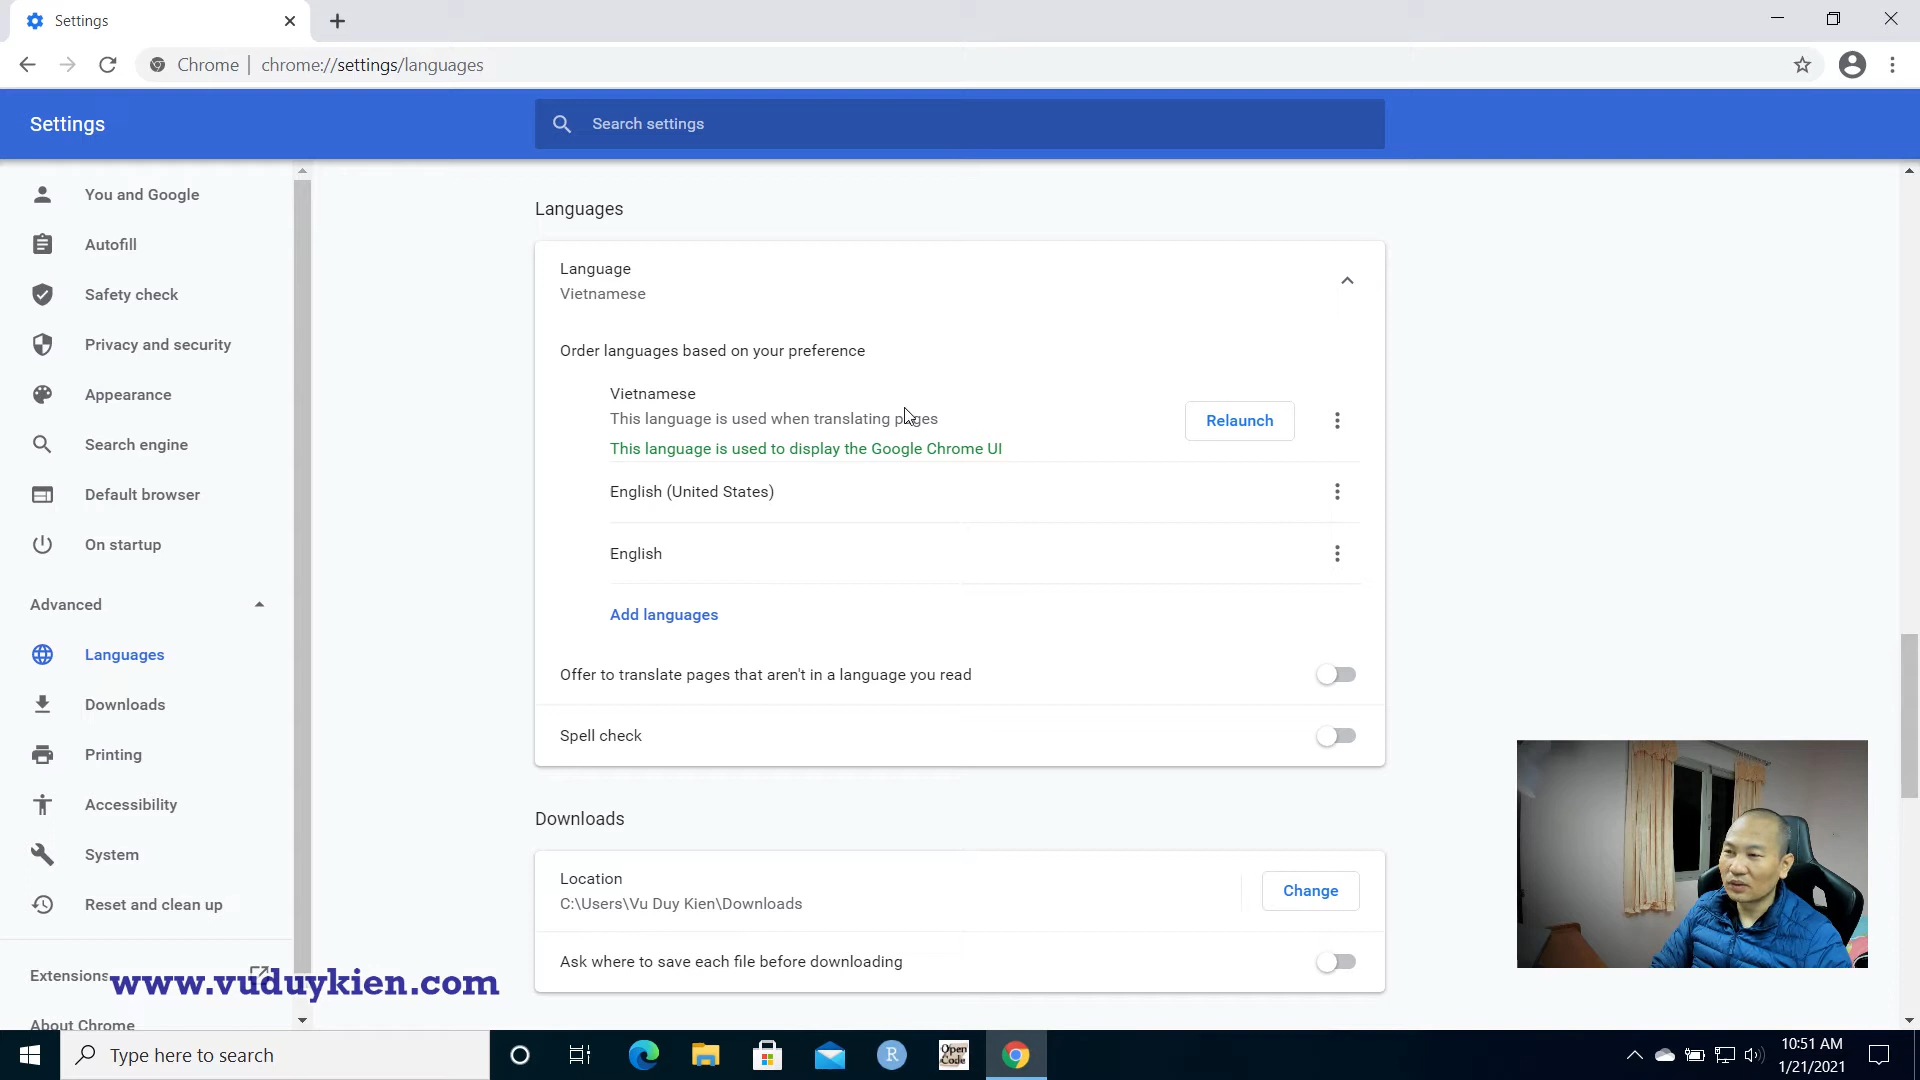 Settings
Chrome | chrome://settings/languages
Settings
Search settings
You and Google
Autofill
Safety check
Privacy and security
Appearance
Search engine
Default browser
On startup
Advanced
Languages
Downloads
Printing
Accessibility
System
Reset and clean up
Extensions
About Chrome
www.vuduykien.com
Languages
Language
Vietnamese
Order languages based on your preference
Vietnamese
This language is used when translating pages
This language is used to display the Google Chrome UI
Relaunch
English (United States)
English
Add languages
Offer to translate pages that aren't in a language you read
Spell check
Downloads
Location
C:\Users\Vu Duy Kien\Downloads
Change
Ask where to save each file before downloading
Type here to search
R
Open
Code
10:51 AM
1/21/2021